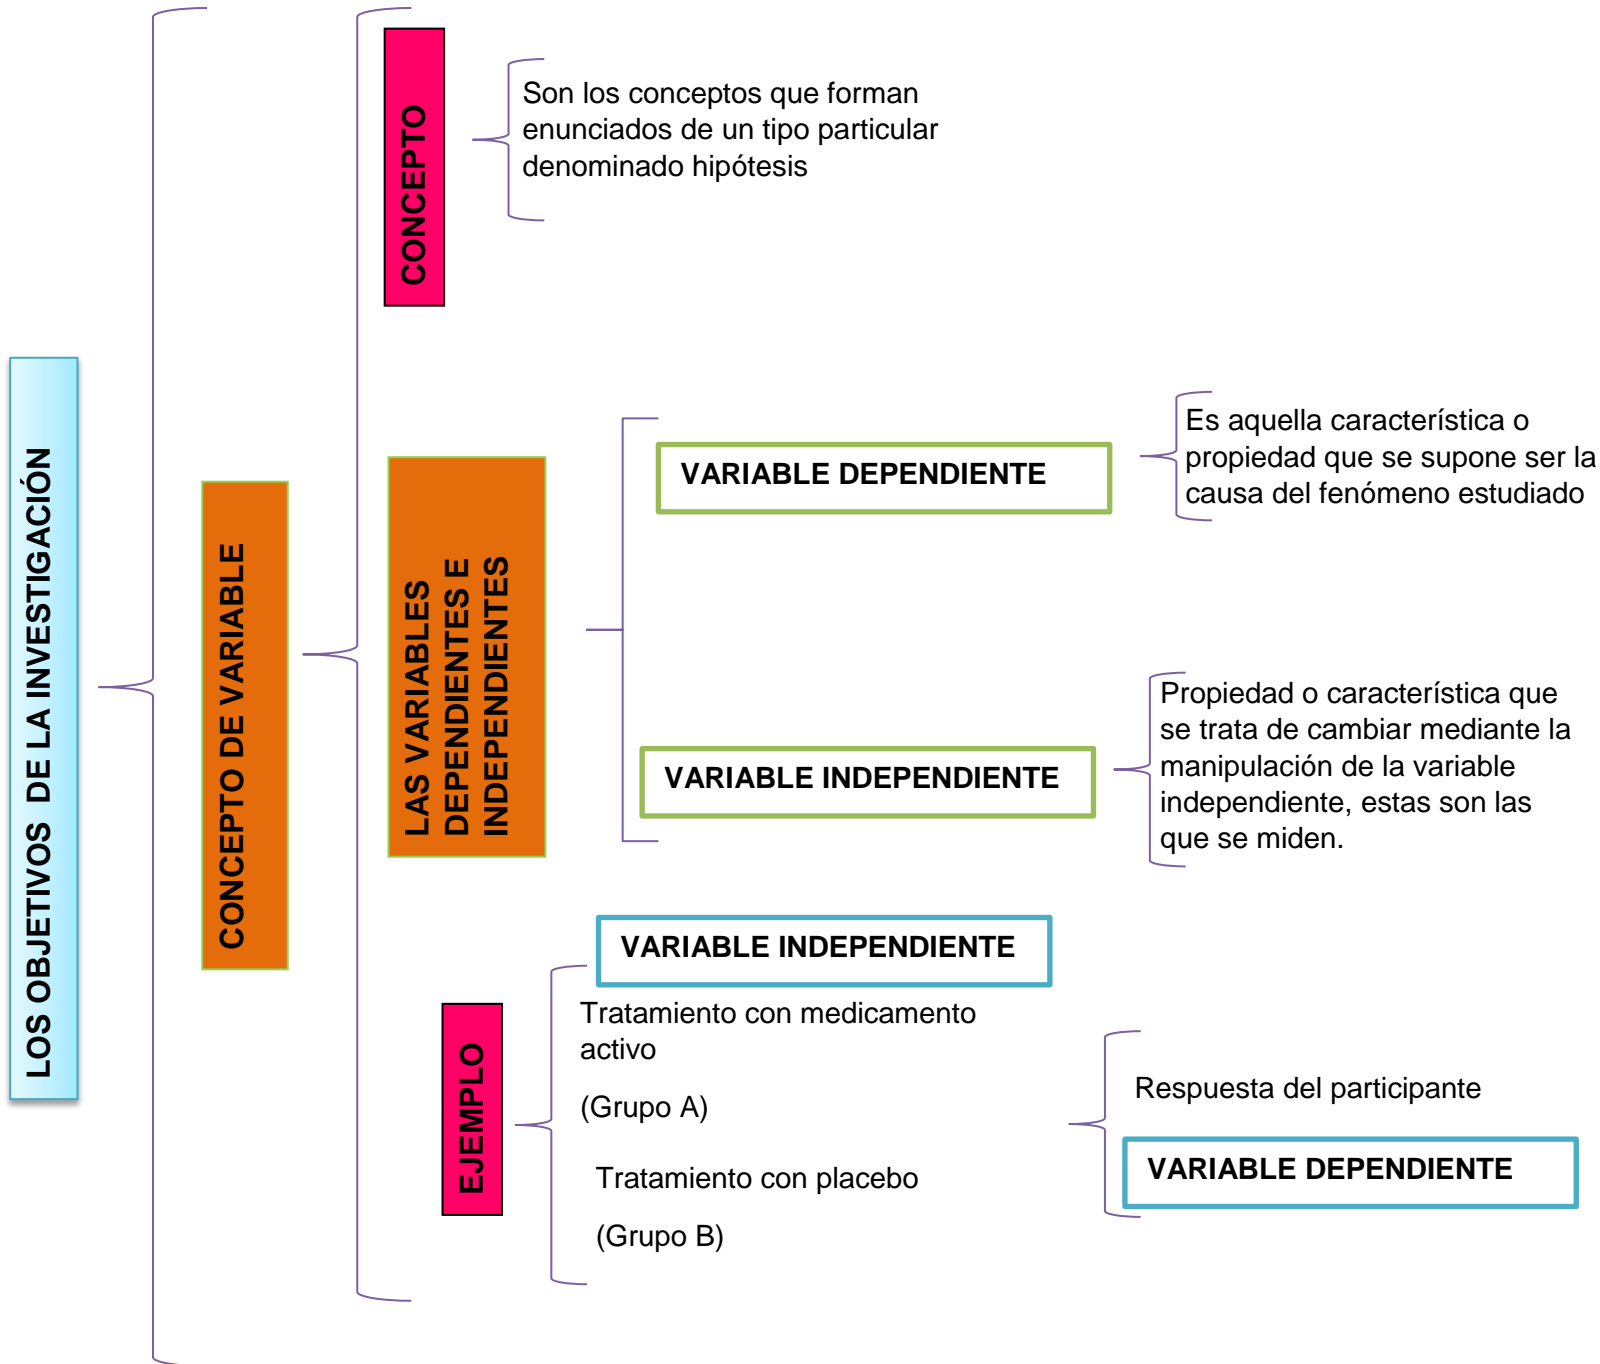 LOS OBJETIVOS DE LA INVESTIGACIÓN
CONCEPTO DE VARIABLE
CONCEPTO
Son los conceptos que forman
enunciados de un tipo particular
denominado hipótesis
LAS VARIABLES
DEPENDIENTES E
INDEPENDIENTES
VARIABLE DEPENDIENTE
Es aquella característica o
propiedad que se supone ser la
causa del fenómeno estudiado
VARIABLE INDEPENDIENTE
Propiedad o característica que
se trata de cambiar mediante la
manipulación de la variable
independiente, estas son las
que se miden.
EJEMPLO
VARIABLE INDEPENDIENTE
Tratamiento con medicamento
activo
(Grupo A)
Tratamiento con placebo
(Grupo B)
Respuesta del participante
VARIABLE DEPENDIENTE